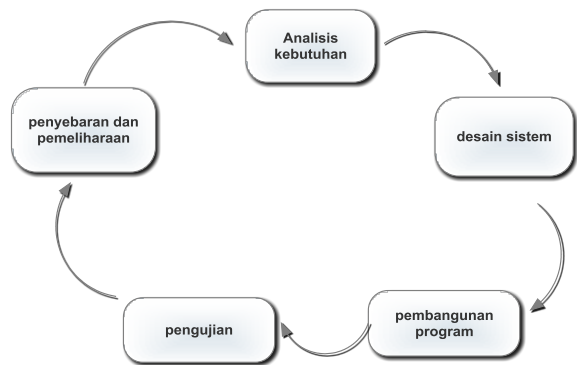 Analisis
kebutuhan
desain sistem
pembangunan
program
pengujian
penyebaran dan
pemeliharaan